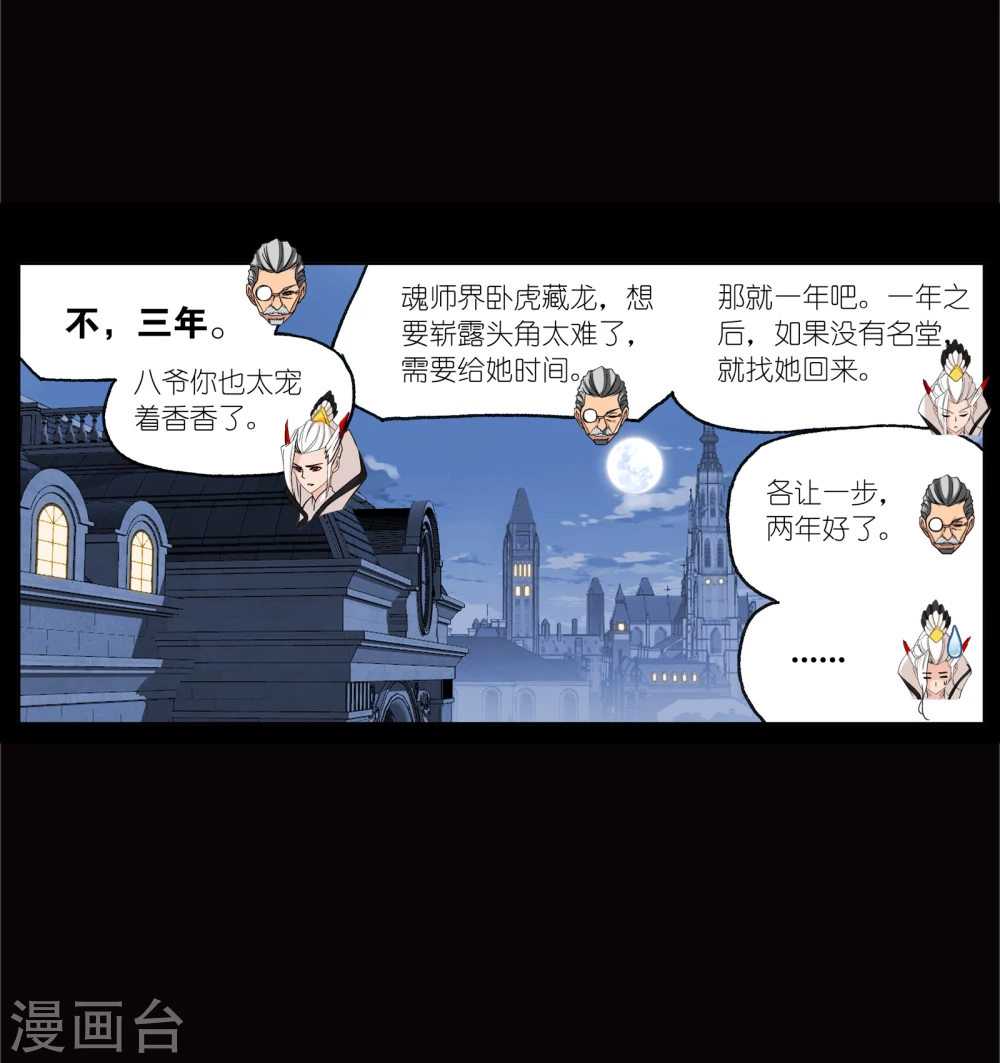 不，三年。
八爷你也太宠
着香香了。
魂师界卧虎藏龙，想
要崭露头角太难了，
需要给她时间。
那就一年吧。一年之
后，如果没有名堂，
就找她回来。
各让一步，
两年好了。
……
漫画台